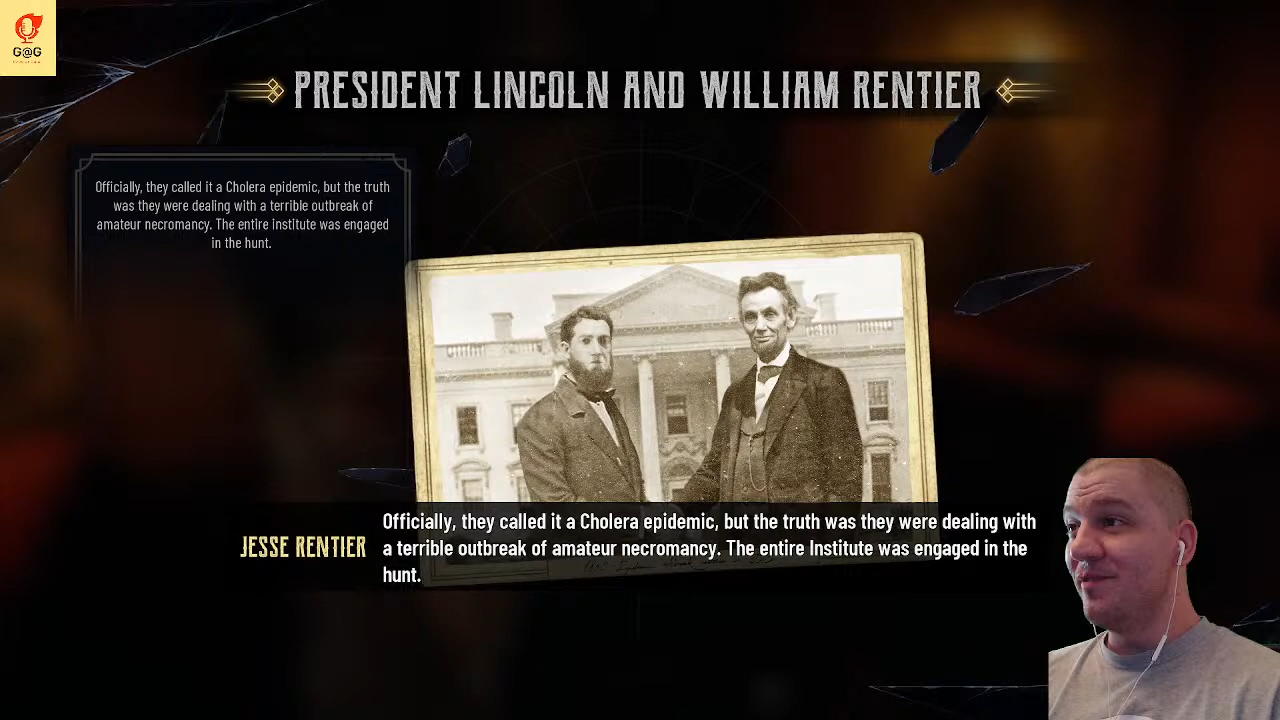 G@G
PRESIDENT LINCOLN AND WILLIAM RENTIER
Officially, they called it a Cholera epidemic, but the truth
was they were dealing with a terrible outbreak of
amateur necromancy. The entire institute was engaged
in the hunt.
JESSE RENTIER
Officially, they called it a Cholera epidemic, but the truth was they were dealing with
a terrible outbreak of amateur necromancy. The entire Institute was engaged in the
hunt.